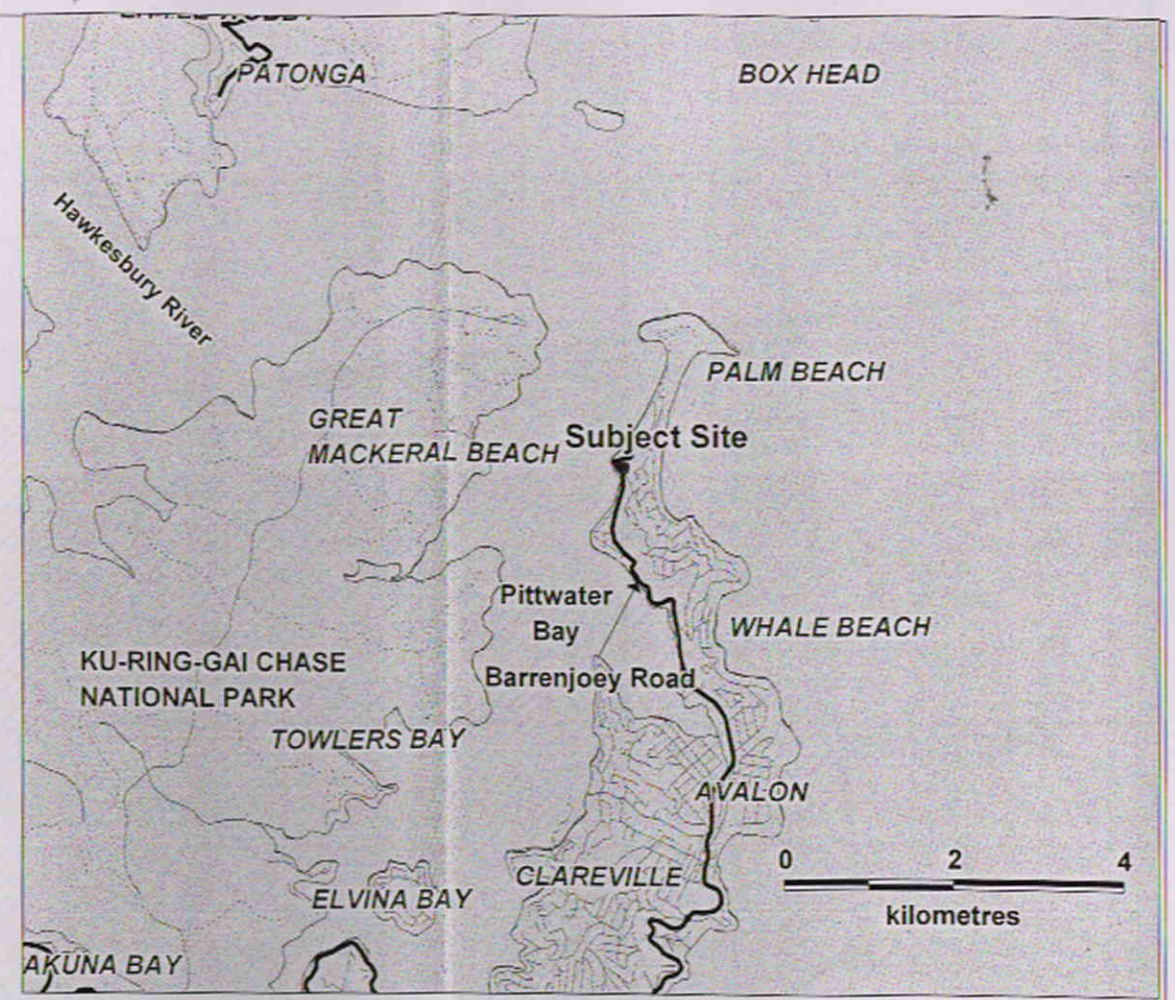 PATONGA
BOX HEAD
Hawkesbury River
PALM BEACH
GREAT
MACKERAL BEACH
Subject Site
Pittwater
Bay
WHALE BEACH
KU-RING-GAI CHASE
NATIONAL PARK
Barrenjoey Road
TOWLERS BAY
AVALON
0 2 4
kilometres
CLAREVILLE
ELVINA BAY
AKUNA BAY